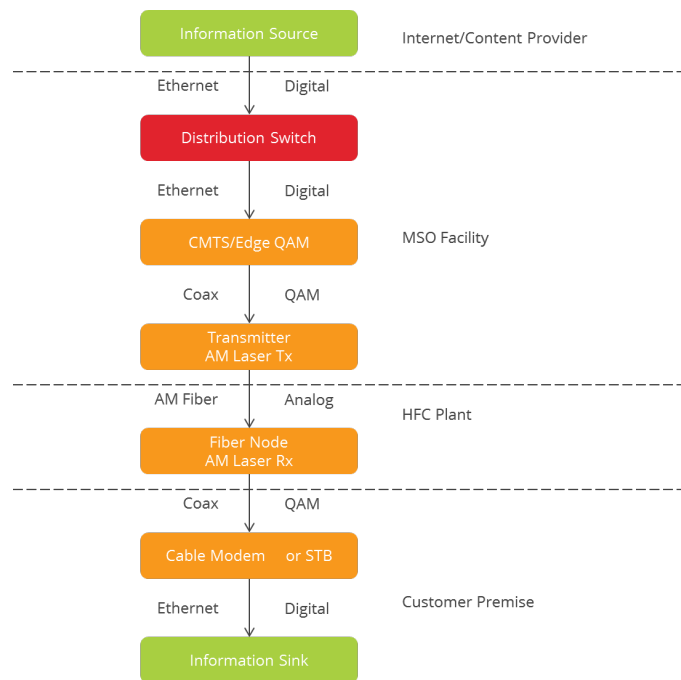 Information Source
Internet/Content Provider
Ethernet Digital
Distribution Switch
Ethernet Digital
CMTS/Edge QAM
MSO Facility
Coax QAM
Transmitter
AM Laser Tx
AM Fiber Analog
HFC Plant
Fiber Node
AM Laser Rx
Coax QAM
Cable Modem or STB
Customer Premise
Ethernet Digital
Information Sink